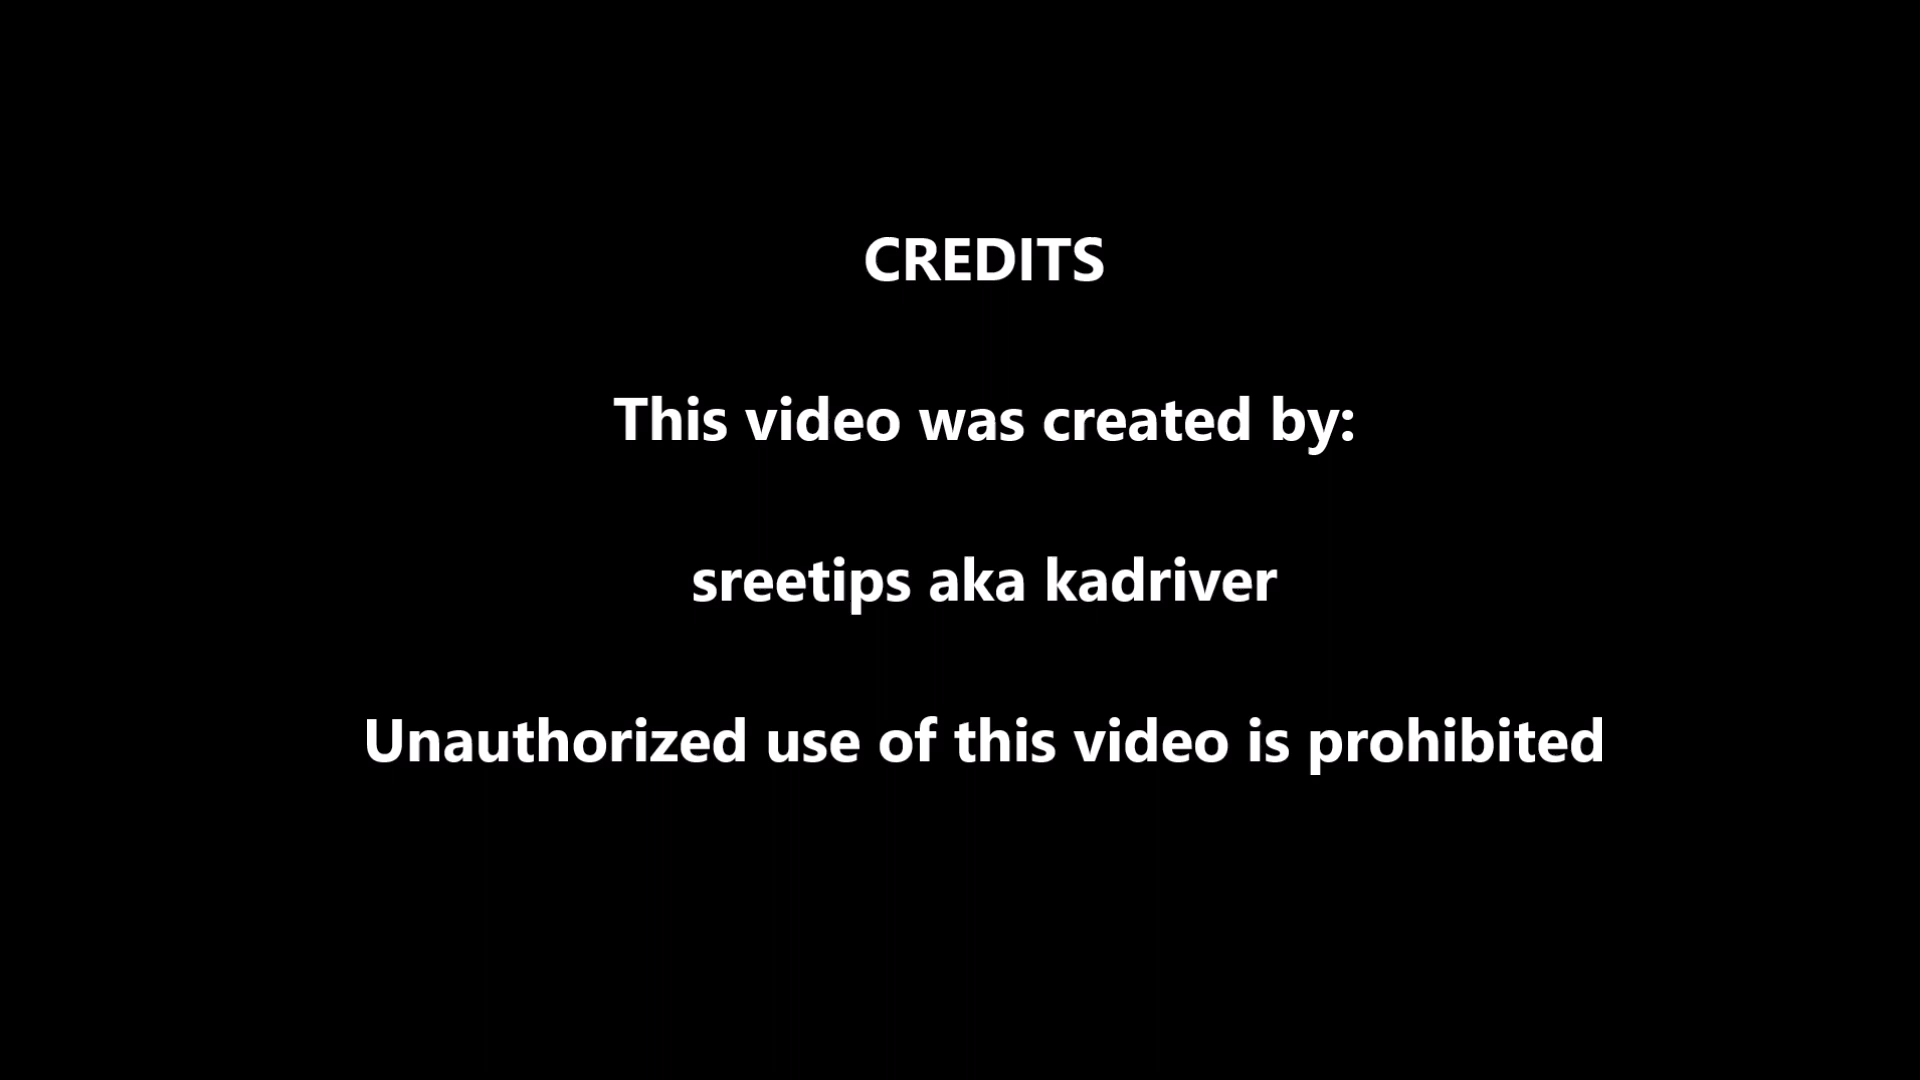 CREDITS
This video was created by:
sreetips aka kadriver
Unauthorized use of this video is prohibited